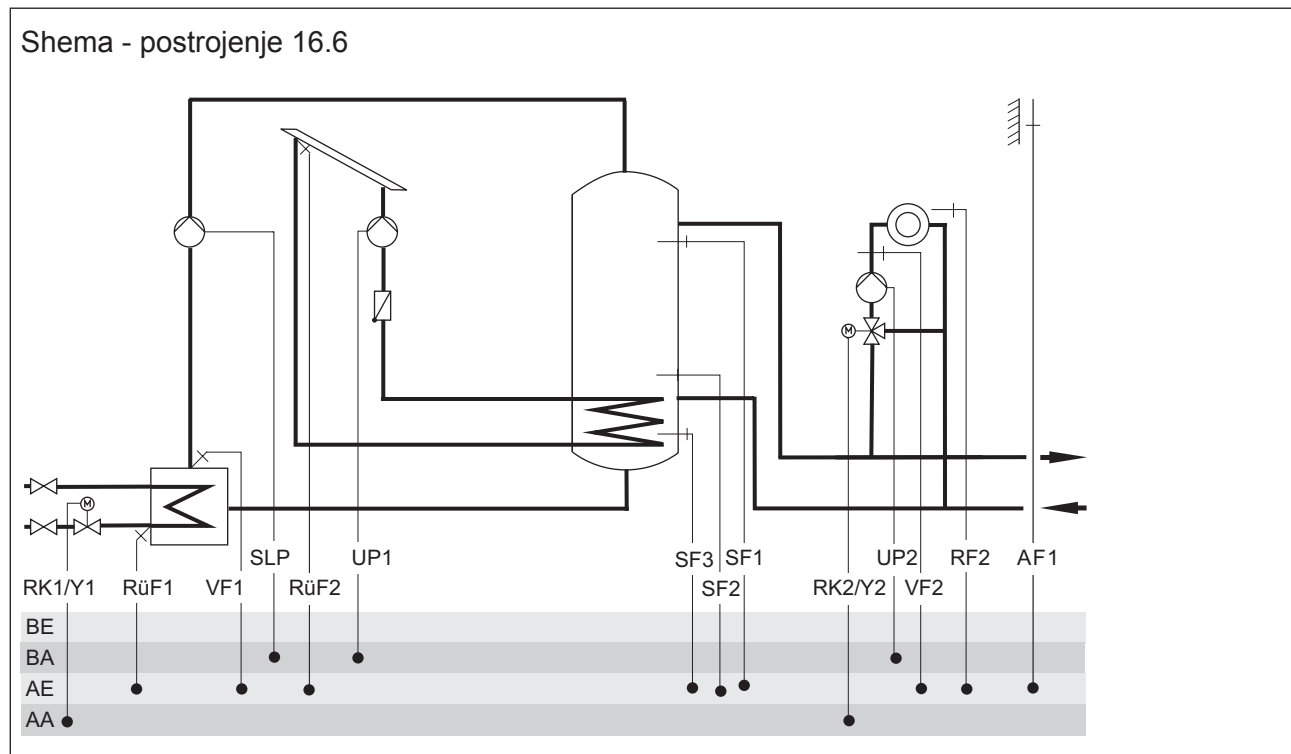 Shema - postrojenje 16.6
M
M
SLP UP1 SF3 SF1 UP2 RF2 AF1
RK1/Y1 RüF1 VF1 RüF2 SF2 RK2/Y2 VF2
BE
BA
AE
AA